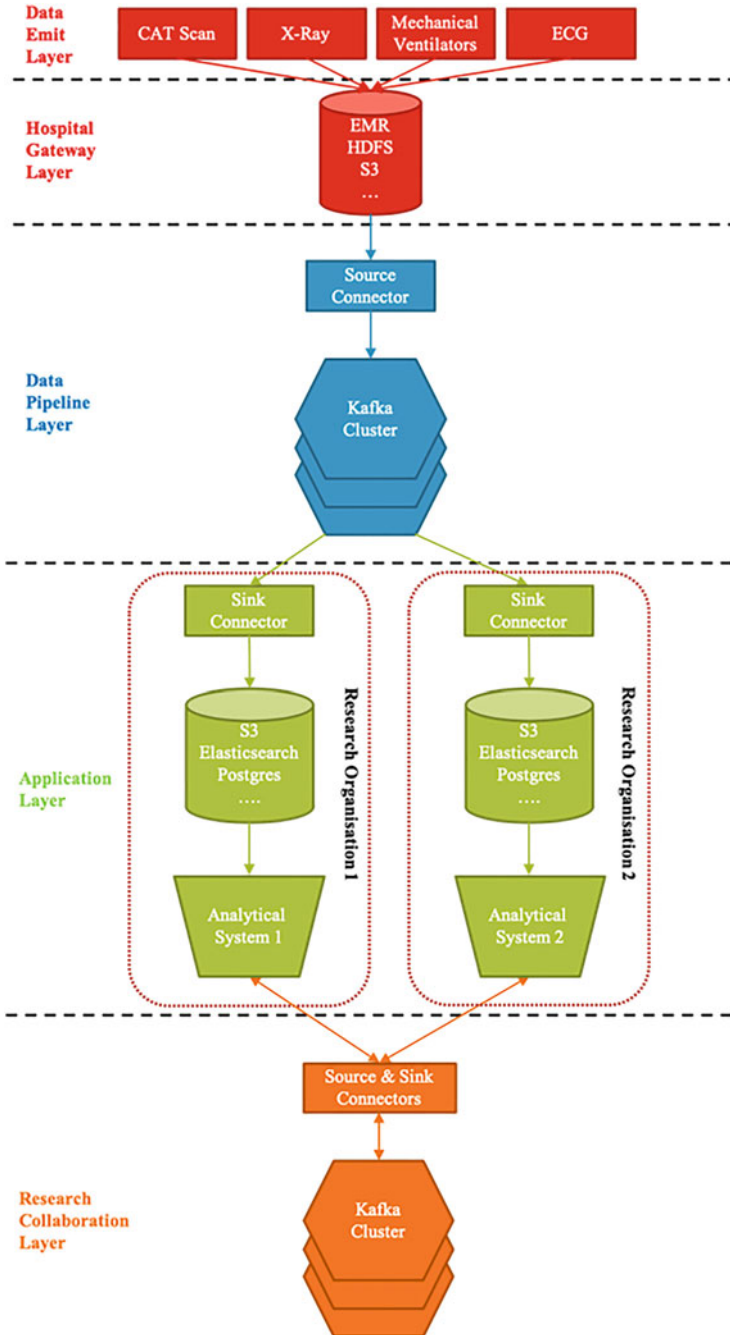 Data
Emit
Layer
CAT Scan
X-Ray
Mechanical
Ventilators
ECG
Hospital
Gateway
Layer
EMR
HDFS
S3
...
Source
Connector
Data
Pipeline
Layer
Kafka
Cluster
Application
Layer
Sink
Connector
S3
Elasticsearch
Postgres
....
Analytical
System 1
Research Organisation 1
Sink
Connector
S3
Elasticsearch
Postgres
....
Analytical
System 2
Research Organisation 2
Source & Sink
Connectors
Research
Collaboration
Layer
Kafka
Cluster